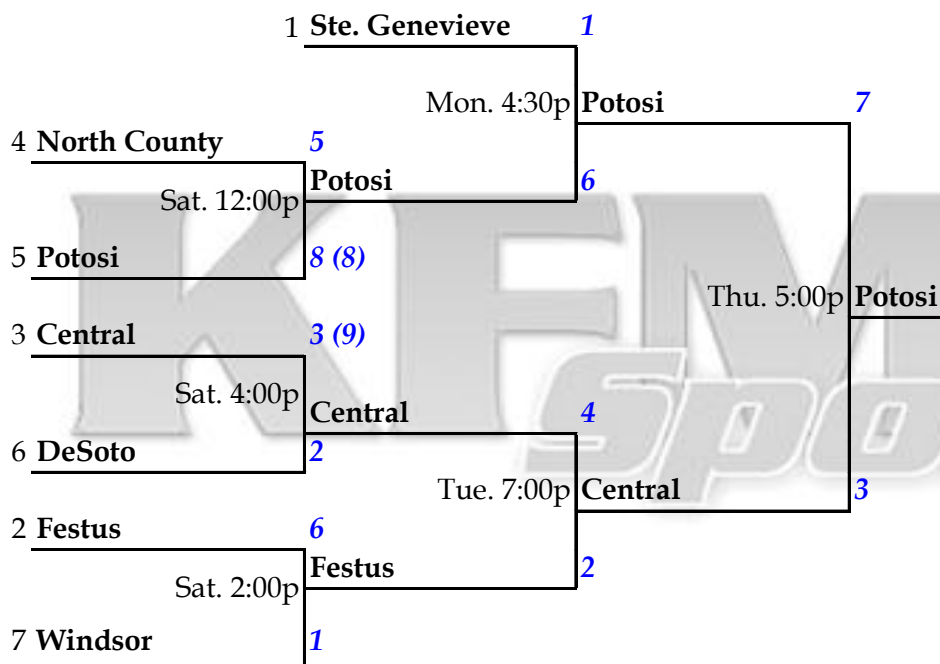 1 Ste. Genevieve 1
Mon. 4:30p Potosi 7
4 North County 5
Potosi 6
Sat. 12:00p
5 Potosi 8 (8)
Thu. 5:00p Potosi
3 Central 3 (9)
Sat. 4:00p
Central 4
6 DeSoto 2
Tue. 7:00p Central 3
2 Festus 6
Festus 2
Sat. 2:00p
7 Windsor 1
KFM
Spo